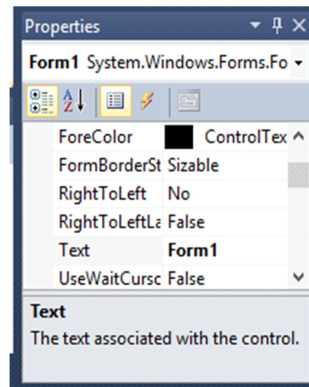 Properties
Form1 System.Windows.Forms.Fo
ForeColor ControlTex
FormBorderSt Sizable
RightToLeft No
RightToLeftLa False
Text Form1
UseWaitCursc False
Text
The text associated with the control.